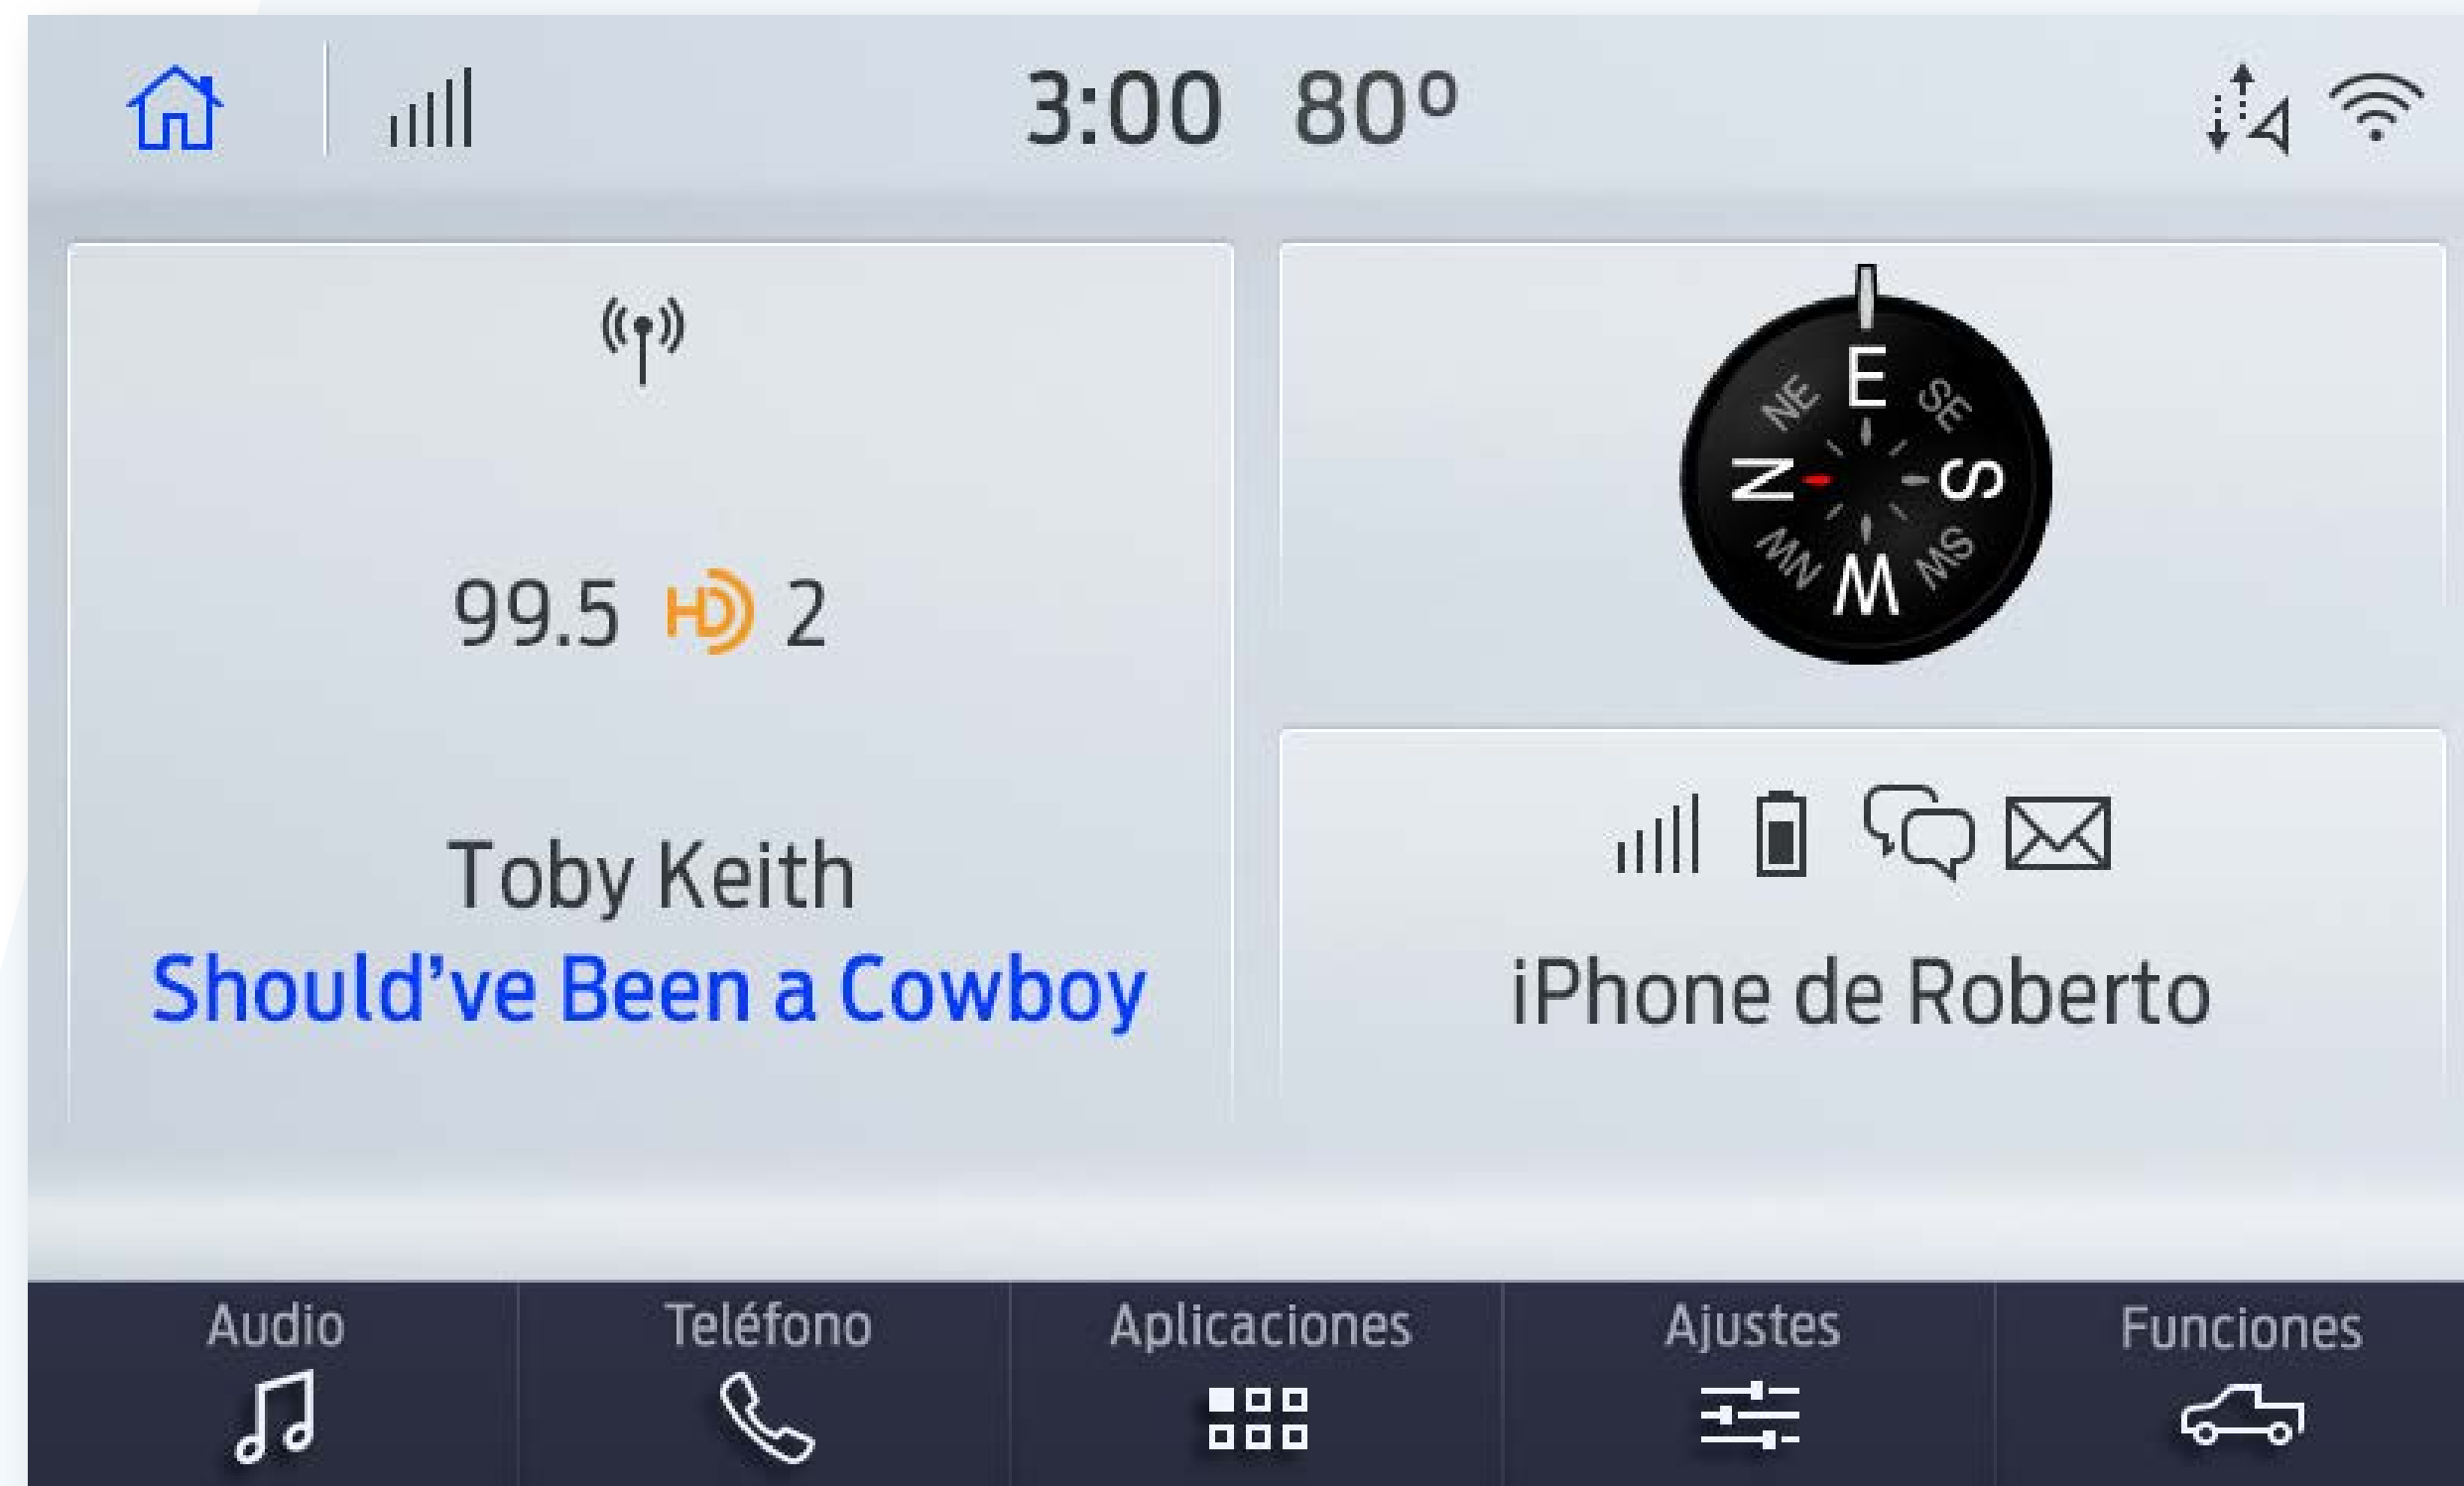 3:00 80°
99.5 HD 2
Toby Keith
Should’ve Been a Cowboy
E
NE SE
N S
NW SW
W
iPhone de Roberto
Audio Teléfono Aplicaciones Ajustes Funciones